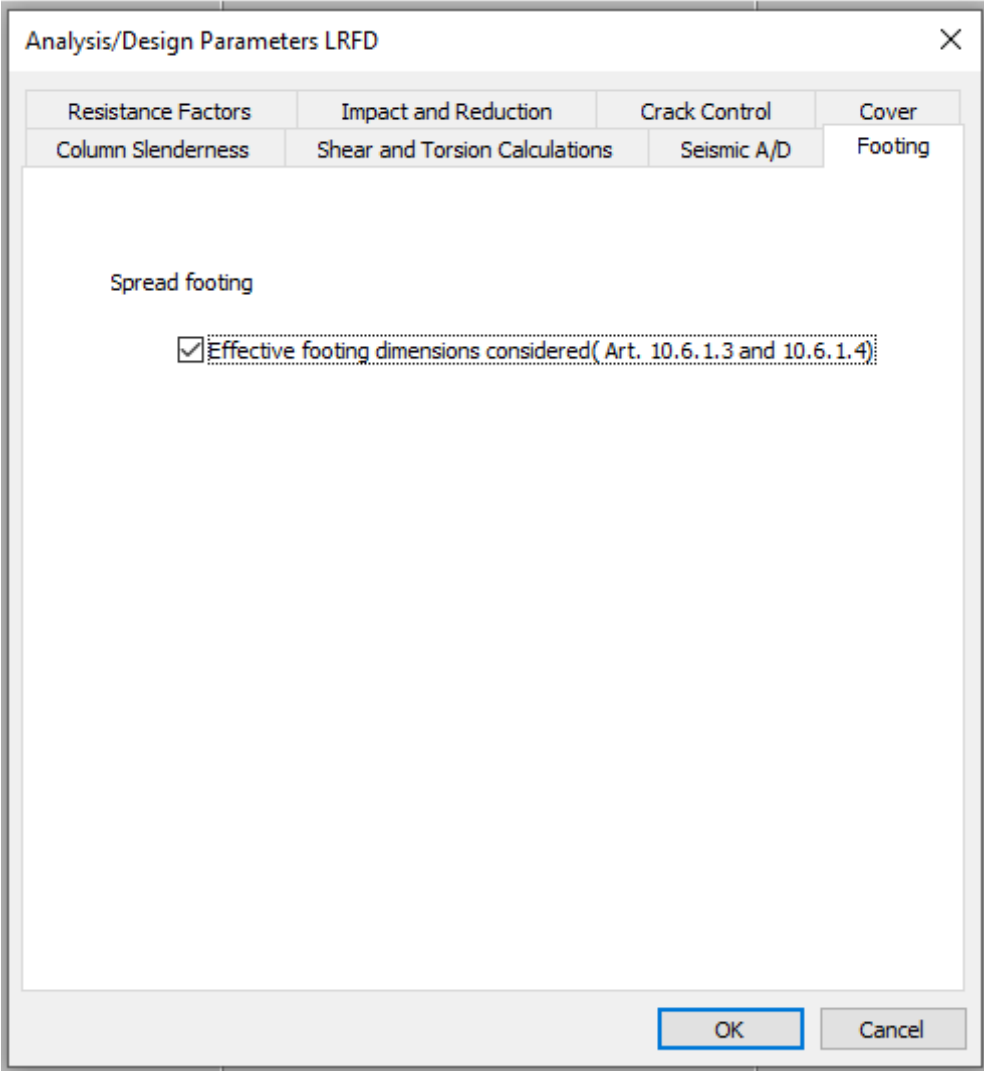 Analysis/Design Parameters LRFD
Resistance Factors Impact and Reduction Crack Control Cover
Column Slenderness Shear and Torsion Calculations Seismic A/D Footing
Spread footing
Effective footing dimensions considered( Art. 10.6.1.3 and 10.6.1.4)
OK Cancel